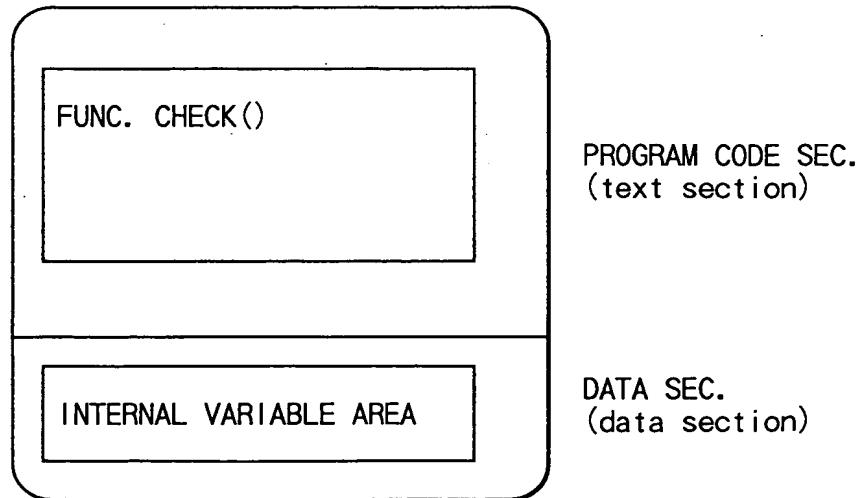 FUNC. CHECK()
PROGRAM CODE SEC.
(text section)
INTERNAL VARIABLE AREA
DATA SEC.
(data section)